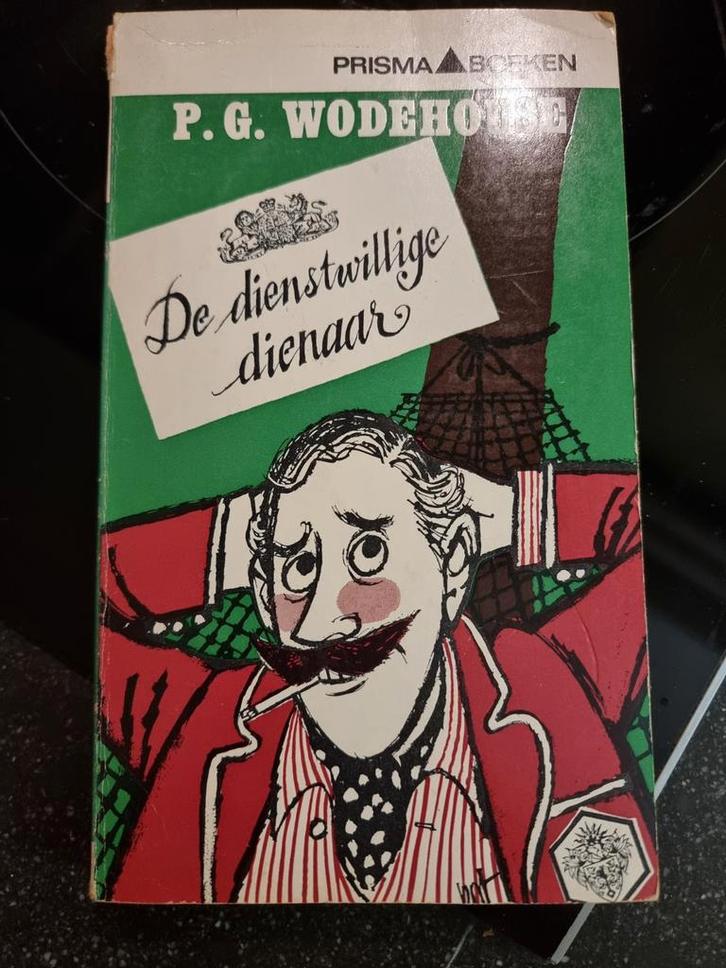 PRISMA BOEKEN
P. G. WODEHOUSE
De dienstwillige
dienaar